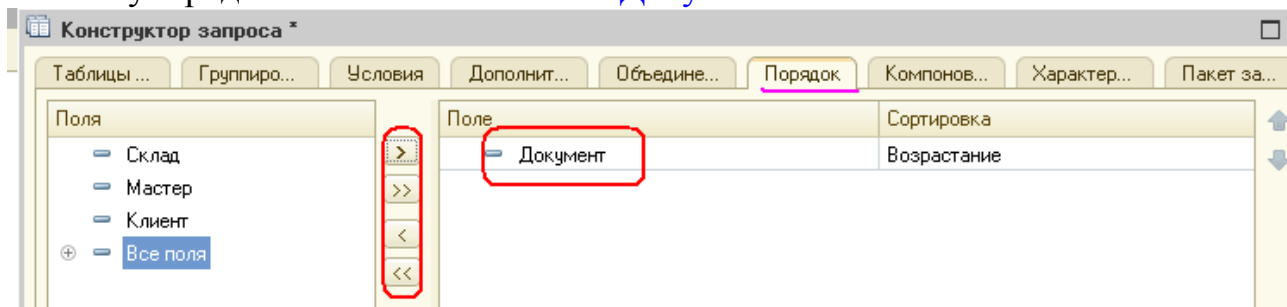 Конструктор запроса *
Таблицы ... Группиро... Условия Дополнит... Объедине... Порядок Компонов... Характер... Пакет за...
Поля Поле Сортировка
Склад > Документ Возрастание
Мастер >>
Клиент <
Все поля <<